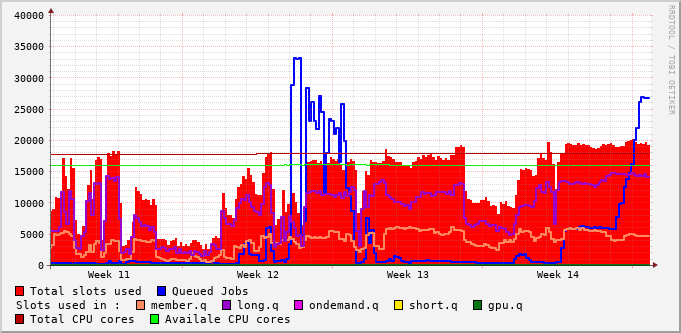 40000
35000
30000
25000
20000
15000
10000
5000
0
Week 11 Week 12 Week 13 Week 14
Total slots used Queued Jobs
Slots used in : member.q long.q ondemand.q short.q gpu.q
Total CPU cores Availale CPU cores
RRDTOOL / TOBI OETIKER